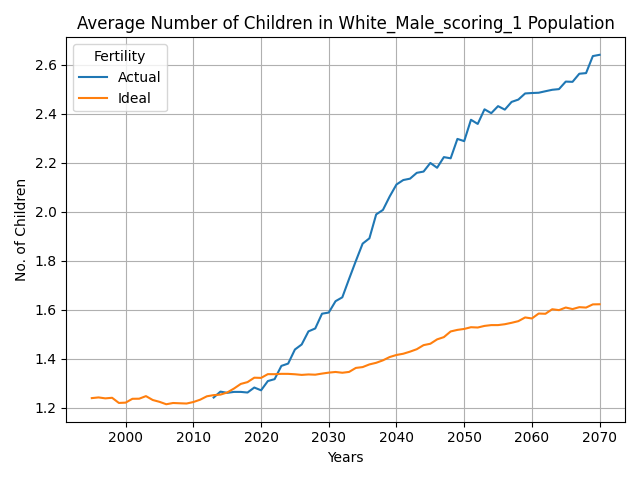 Average Number of Children in White_Male_scoring_1 Population
Fertility
Actual
Ideal
No. of Children
2.6
2.4
2.2
2.0
1.8
1.6
1.4
1.2
2000 2010 2020 2030 2040 2050 2060 2070
Years